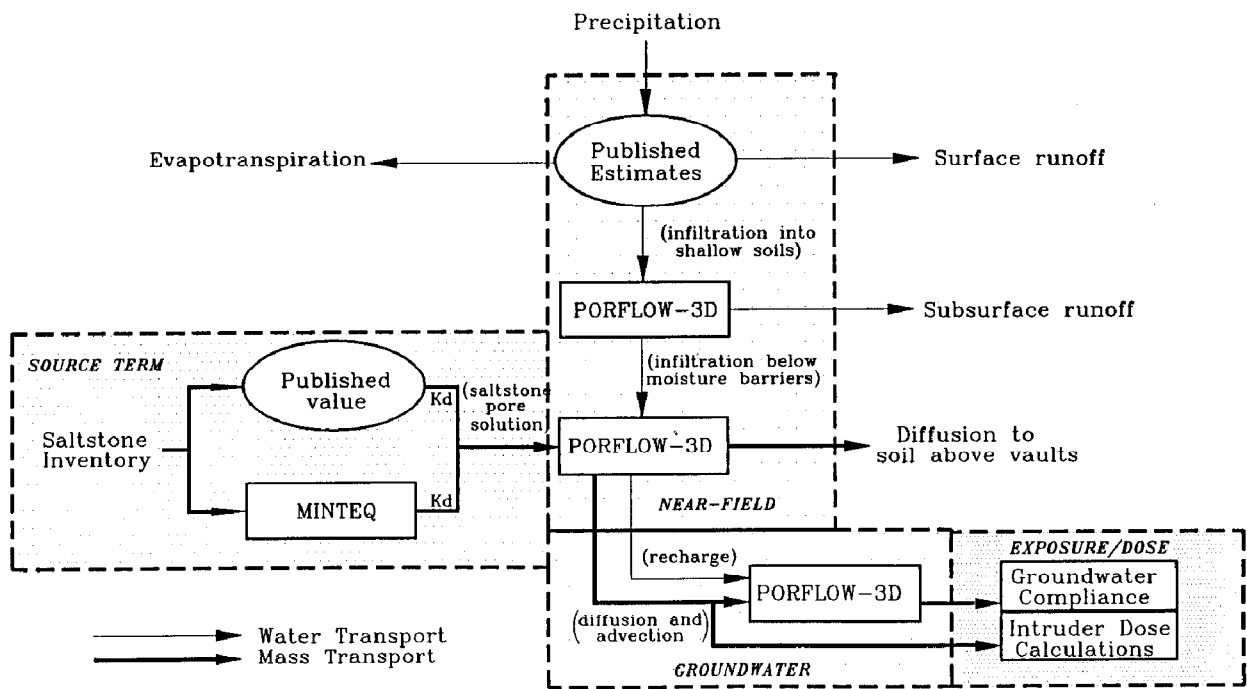 Precipitation
Published
Estimates
Evapotranspiration
Surface runoff
(infiltration into
shallow soils)
PORFLOW-3D
Subsurface runoff
(infiltration below
moisture barriers)
SOURCE TERM
Published
value
Kd
(saltstone
pore
solution)
Saltstone
Inventory
PORFLOW-3D
Diffusion to
soil above vaults
MINTEQ
Kd
NEAR-FIELD
(recharge)
PORFLOW-3D
(diffusion and
advection)
GROUNDWATER
EXPOSURE/DOSE
Groundwater
Compliance
Intruder Dose
Calculations
Water Transport
Mass Transport